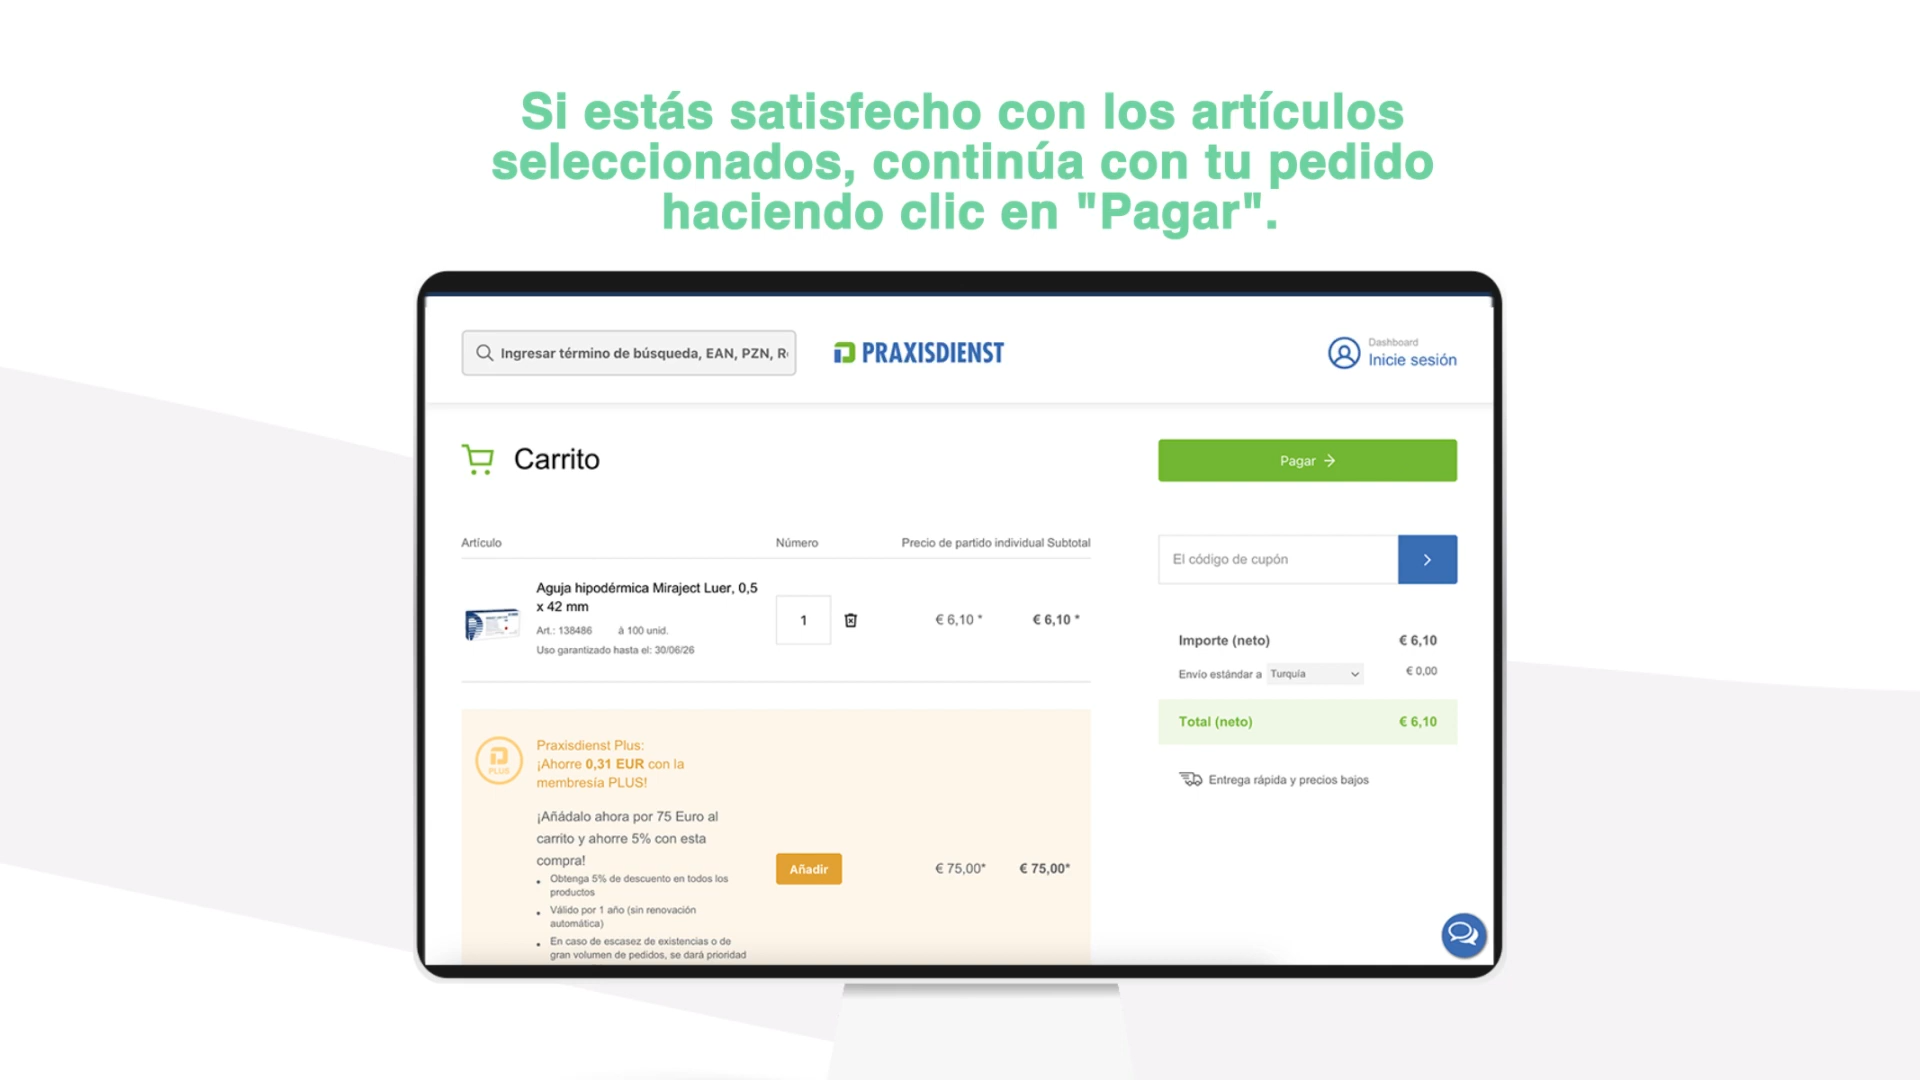 Si estás satisfecho con los artículos
seleccionados, continúa con tu pedido
haciendo clic en "Pagar".
Ingresar término de búsqueda, EAN, PZN, R
PRAXISDIENST
Dashboard
Inicie sesión
Carrito
Pagar
Artículo Número Precio de partido individual Subtotal
El código de cupón
Aguja hipodérmica Miraject Luer, 0,5
x 42 mm
Art.: 138486 à 100 unid.
Uso garantizado hasta el: 30/06/26
1
€ 6,10 *
€ 6,10 *
Importe (neto) € 6,10
Envío estándar a Turquía € 0,00
Total (neto) € 6,10
Entrega rápida y precios bajos
PLUS
Praxisdienst Plus:
¡Ahorre 0,31 EUR con la
membresía PLUS!
¡Añádalo ahora por 75 Euro al
carrito y ahorre 5% con esta
compra!
Añadir
€ 75,00*
€ 75,00*
• Obtenga 5% de descuento en todos los
productos
• Válido por 1 año (sin renovación
automática)
• En caso de escasez de existencias o de
gran volumen de pedidos, se dará prioridad